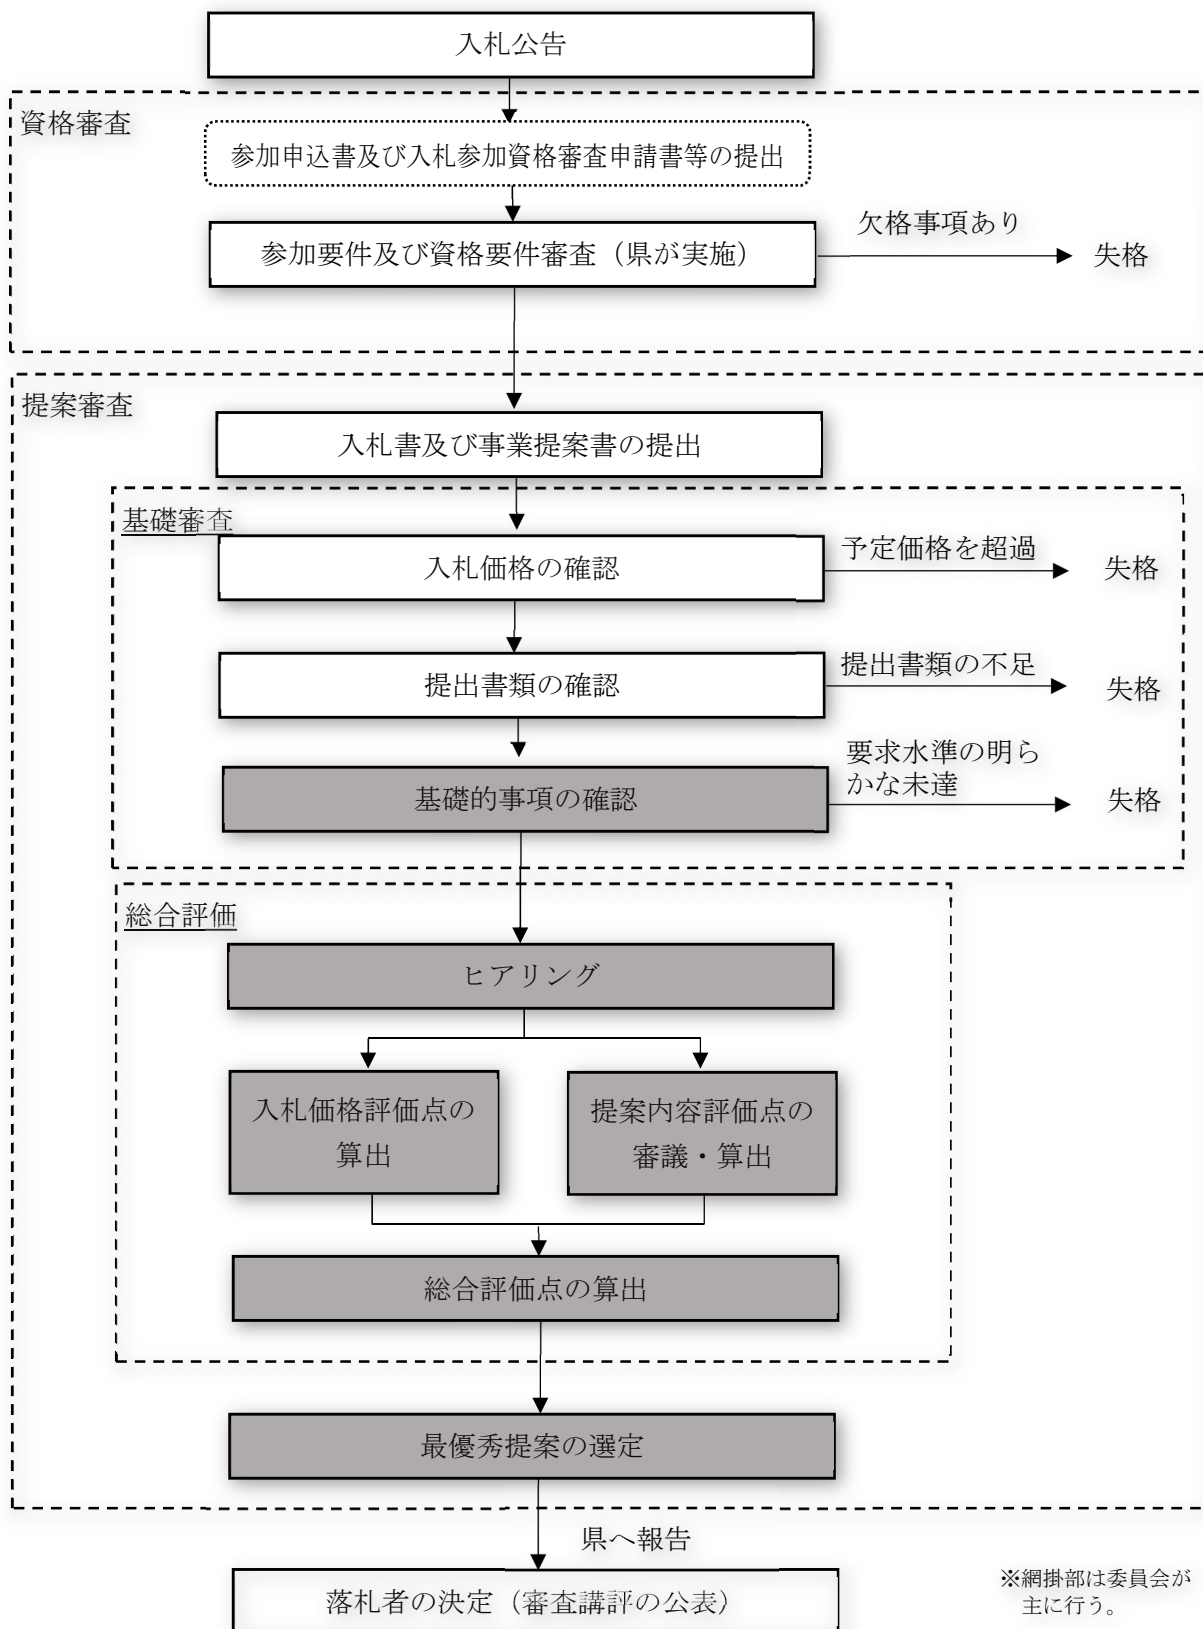 入札公告
資格審査
参加申込書及び入札参加資格審査申請書等の提出
参加要件及び資格要件審査（県が実施）
欠格事項あり
失格
提案審査
入札書及び事業提案書の提出
基礎審査
入札価格の確認
予定価格を超過
失格
提出書類の確認
提出書類の不足
失格
基礎的事項の確認
要求水準の明ら
かな未達
失格
総合評価
ヒアリング
入札価格評価点の
算出
提案内容評価点の
審議・算出
総合評価点の算出
最優秀提案の選定
県へ報告
落札者の決定（審査講評の公表）
※網掛部は委員会が
主に行う。